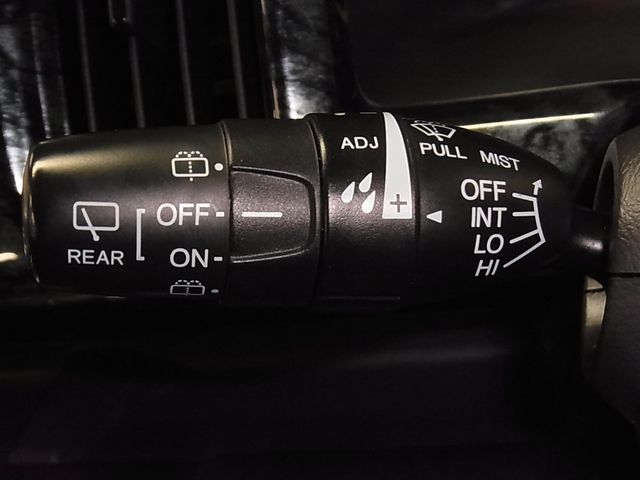 REAR
OFF
ON
ADJ
+
PULL MIST
OFF
INT
LO
HI